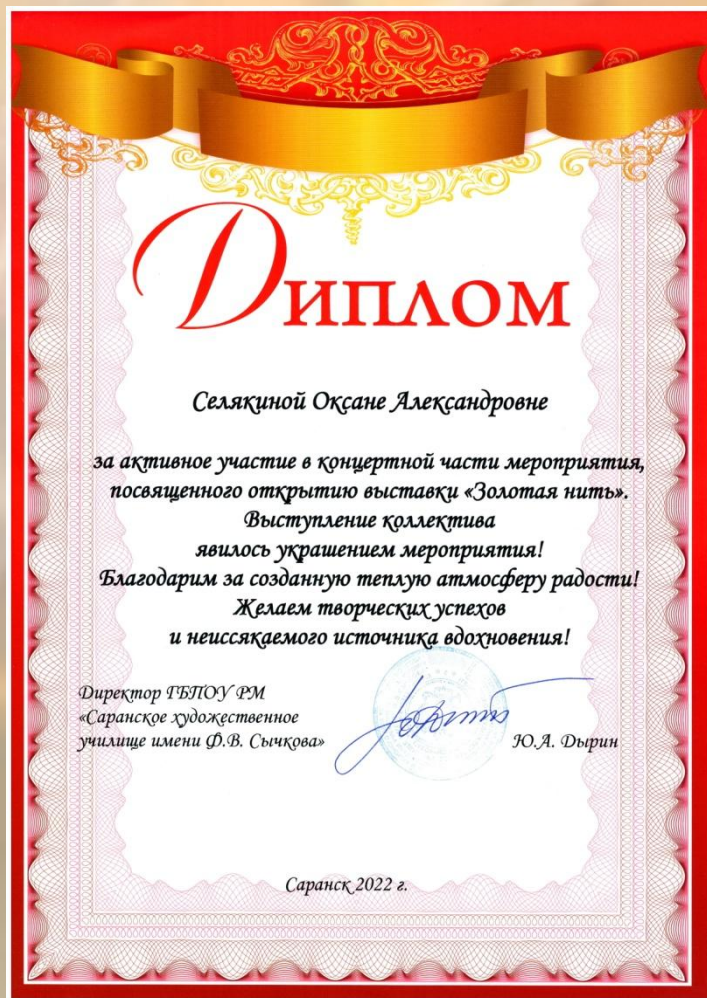 Диплом
Селякиной Оксане Александровне
за активное участие в концертной части мероприятия,
посвященного открытию выставки «Золотая нить».
Выступление коллектива
явилось украшением мероприятия!
Благодарим за созданную теплую атмосферу радости!
Желаем творческих успехов
и неиссякаемого источника вдохновения!
Директор ГБПОУ РМ
«Саранское художественное
училище имени Ф.В. Сычкова»
Ю.А. Дырин
Саранск 2022 г.